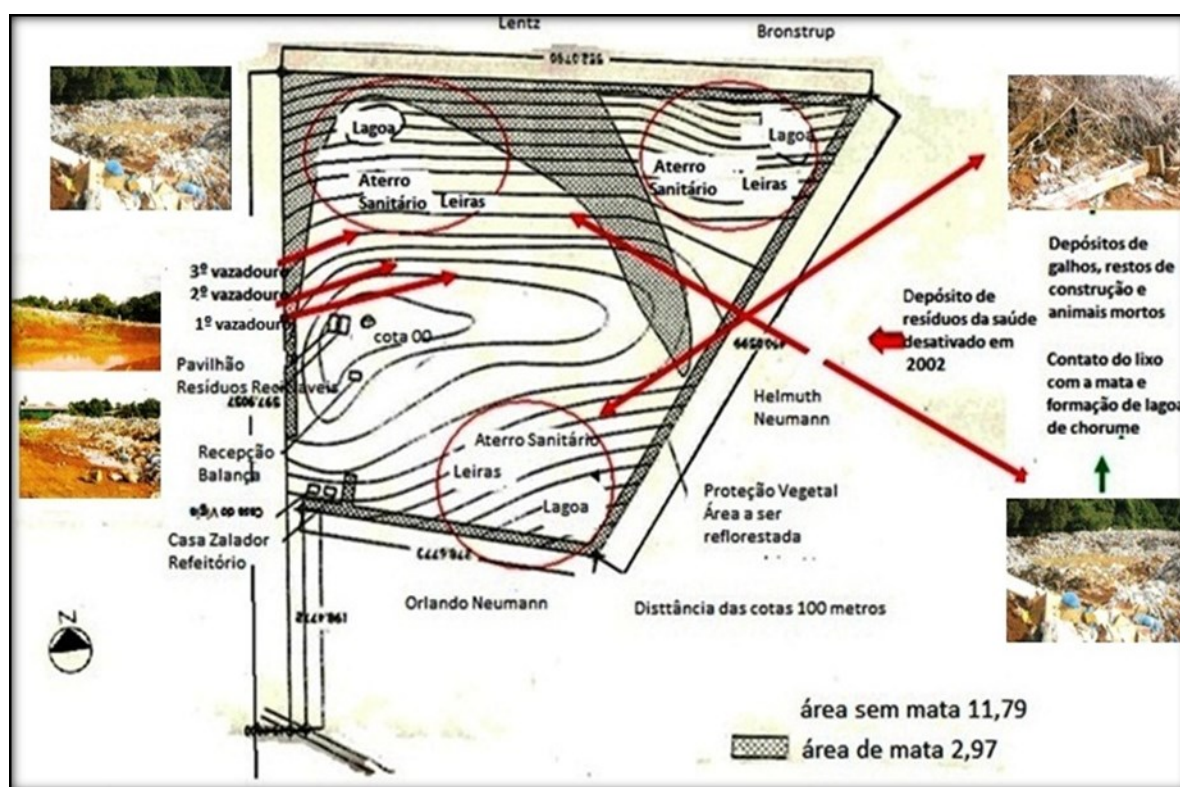 Lentz
Bronstrup
Lagoa
Aterro
Sanitário Leiras
Lagoa
Aterro
Sanitário Leiras
3º vazadouro
2º vazadouro
1º vazadouro
cota 00
Pavilhão
Resíduos Recicláveis
Recepção
Balança
Casa do Vigia
Casa Zalador
Refeitório
Aterro Sanitário
Leiras
Lagoa
Orlando Neumann
Disttância das cotas 100 metros
Proteção Vegetal
Área a ser
reflorestada
Helmuth
Neumann
Depósito de
resíduos da saúde
desativado em
2002
Depósitos de
galhos, restos de
construção e
animais mortos
Contato do lixo
com a mata e
formação de lagoa
de chorume
N
área sem mata 11,79
área de mata 2,97